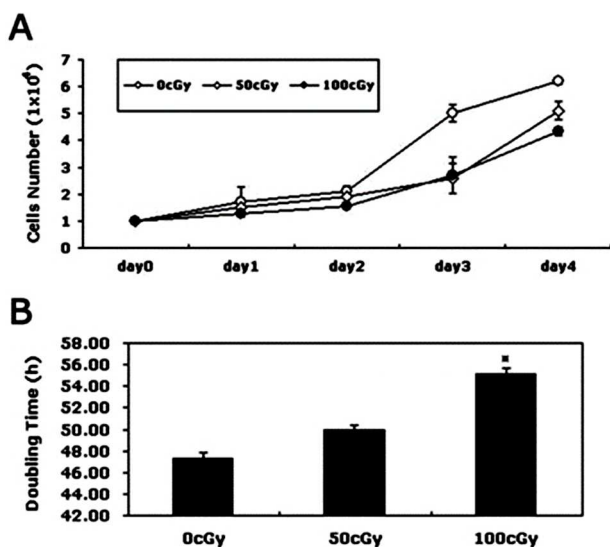 A
Cells Number (1x10⁶)
7
6
5
4
3
2
1
0
0cGy 50cGy 100cGy
day0 day1 day2 day3 day4
B
Doubling Time (h)
58.00
56.00
54.00
52.00
50.00
48.00
46.00
44.00
42.00
0cGy 50cGy 100cGy